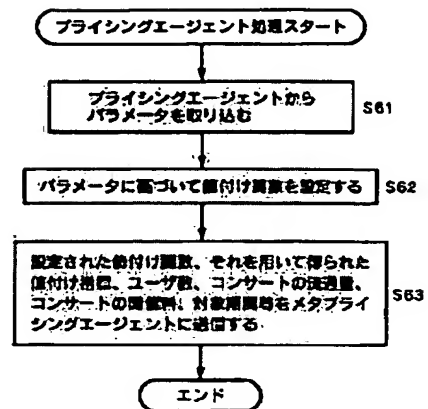 プライシングエージェント処理スタート
プライシングエージェントから
パラメータを取り込む
S61
パラメータに基づいて値付け関数を設定する
S62
設定された値付け関数、それを用いて得られた
値付け過程、ユーザ数、コンサートの流通量、
コンサートの開催料、対象期間等をメタプライ
シングエージェントに送信する
S63
エンド